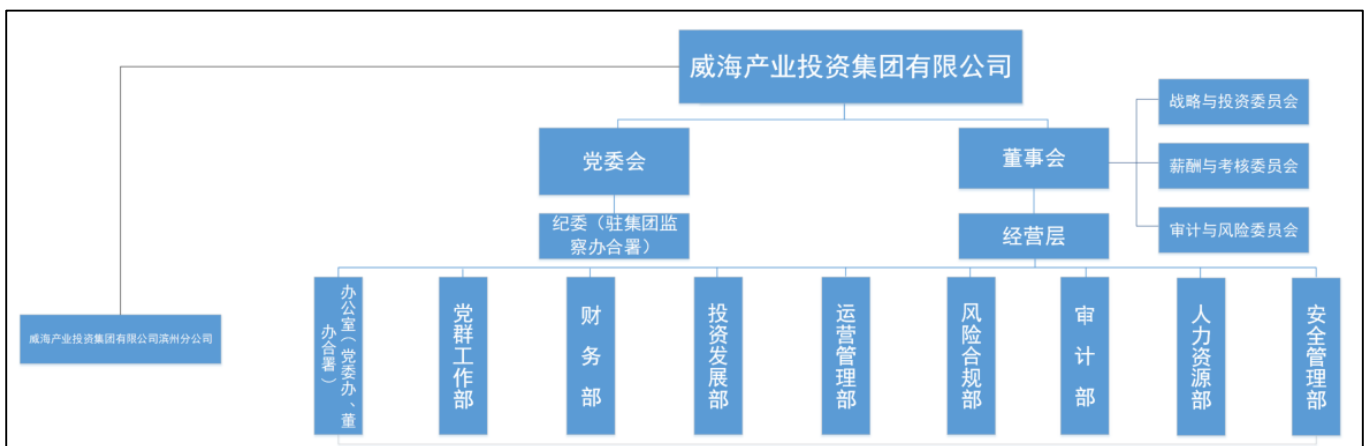 威海产业投资集团有限公司
战略与投资委员会
党委会
董事会
薪酬与考核委员会
纪委（驻集团监
察办合署）
经营层
审计与风险委员会
威海产业投资集团有限公司滨州分公司
办公室（党委办、董
办合署）
党群工作部
财务部
投资发展部
运营管理部
风险合规部
审计部
人力资源部
安全管理部